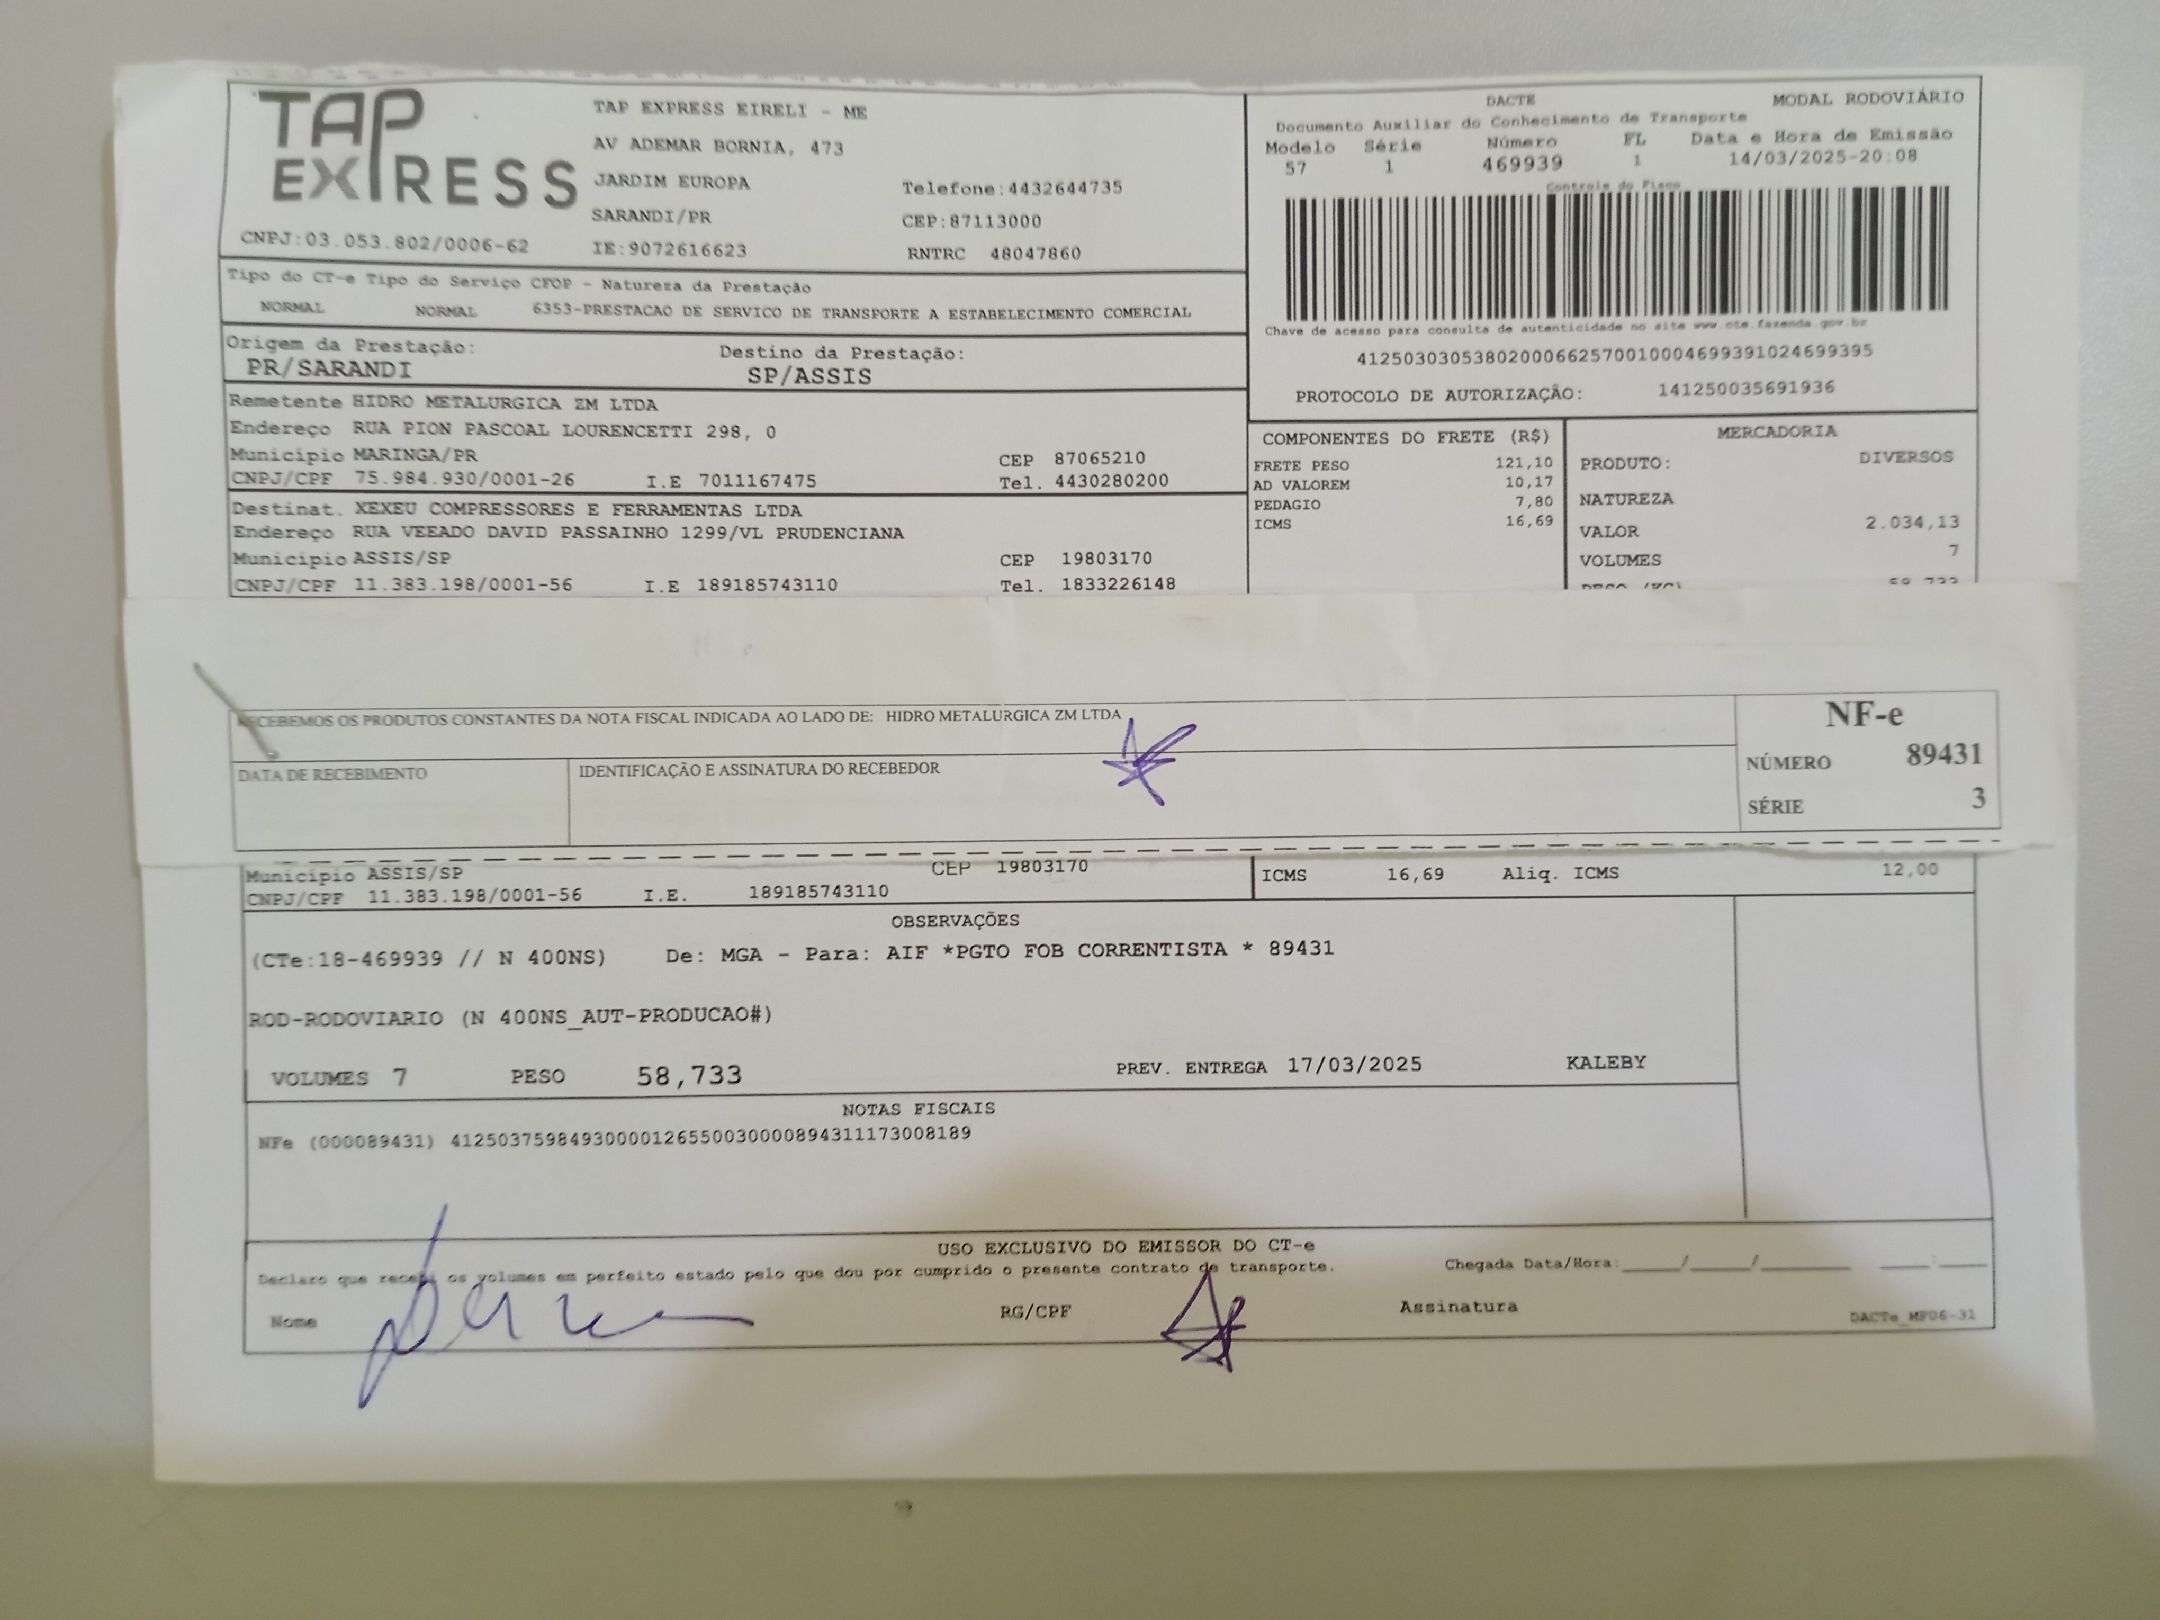 TAP EXPRESS
TAP EXPRESS EIRELI - ME
AV ADEMAR BORNIA, 473
JARDIM EUROPA Telefone:4432644735
SARANDI/PR CEP:87113000
CNPJ:03.053.802/0006-62 IE:9072616623 RNTRC 48047860
DACTE MODAL RODOVIÁRIO
Documento Auxiliar do Conhecimento de Transporte
Modelo Série Número FL Data e Hora de Emissão
57 1 469939 1 14/03/2025-20:08
Controle do Fisco
Chave de acesso para consulta de autenticidade no site www.cte.fazenda.gov.br
41250303053802000662570010004699391024699395
PROTOCOLO DE AUTORIZAÇÃO: 141250035691936
Tipo do CT-e Tipo do Serviço CFOP - Natureza da Prestação
NORMAL NORMAL 6353-PRESTACAO DE SERVICO DE TRANSPORTE A ESTABELECIMENTO COMERCIAL
Origem da Prestação: Destino da Prestação:
PR/SARANDI SP/ASSIS
Remetente HIDRO METALURGICA ZM LTDA
Endereço RUA PION PASCOAL LOURENCETTI 298, 0
Município MARINGA/PR CEP 87065210
CNPJ/CPF 75.984.930/0001-26 I.E 7011167475 Tel. 4430280200
Destinat. XEXEU COMPRESSORES E FERRAMENTAS LTDA
Endereço RUA VEEADO DAVID PASSAINHO 1299/VL PRUDENCIANA
Município ASSIS/SP CEP 19803170
CNPJ/CPF 11.383.198/0001-56 I.E 189185743110 Tel. 1833226148
COMPONENTES DO FRETE (R$)
FRETE PESO 121,10
AD VALOREM 10,17
PEDAGIO 7,80
ICMS 16,69
MERCADORIA
PRODUTO: DIVERSOS
NATUREZA
VALOR 2.034,13
VOLUMES 7
RECEBEMOS OS PRODUTOS CONSTANTES DA NOTA FISCAL INDICADA AO LADO DE: HIDRO METALURGICA ZM LTDA
DATA DE RECEBIMENTO IDENTIFICAÇÃO E ASSINATURA DO RECEBEDOR
NF-e
NÚMERO 89431
SÉRIE 3
Município ASSIS/SP CEP 19803170
CNPJ/CPF 11.383.198/0001-56 I.E. 189185743110
ICMS 16,69 Aliq. ICMS 12,00
OBSERVAÇÕES
(CTe:18-469939 // N 400NS) De: MGA - Para: AIF *PGTO FOB CORRENTISTA * 89431
ROD-RODOVIARIO (N 400NS_AUT-PRODUCAO#)
VOLUMES 7 PESO 58,733 PREV. ENTREGA 17/03/2025 KALEBY
NOTAS FISCAIS
NFe (000089431) 41250375984930000126550030000894311173008189
USO EXCLUSIVO DO EMISSOR DO CT-e
Declaro que recebi os volumes em perfeito estado pelo que dou por cumprido o presente contrato de transporte. Chegada Data/Hora:_____/_____/_______ ____:____
Nome RG/CPF Assinatura DACTe_MF06-31